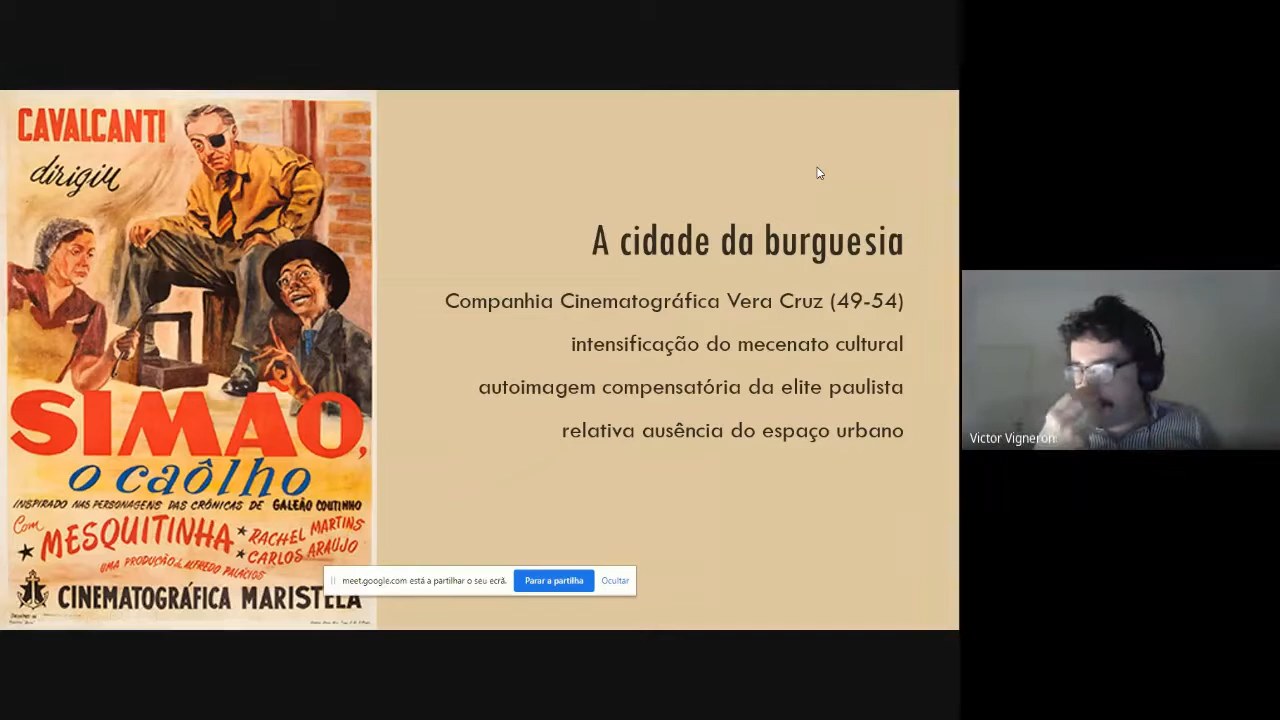 CAVALCANTI
dirigiu
SIMÃO,
o caôlho
INSPIRADO NAS PERSONAGENS DAS CRÔNICAS DE GALEÃO COUTINHO
Com
MESQUITINHA
RACHEL MARTINS
CARLOS ARAUJO
UMA PRODUÇÃO de ALFREDO PALÁCIOS
CINEMATOGRÁFICA MARISTELA
A cidade da burguesia
Companhia Cinematográfica Vera Cruz (49-54)
intensificação do mecenato cultural
autoimagem compensatória da elite paulista
relativa ausência do espaço urbano
meet.google.com está a partilhar o seu ecrã.
Parar a partilha
Ocultar
Victor Vigneron